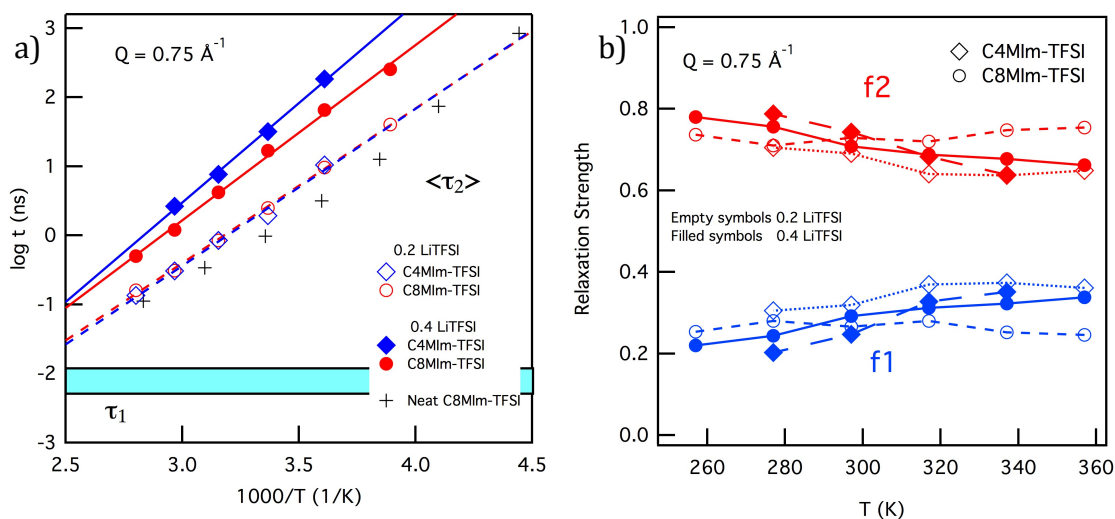 a)
Q = 0.75 Å-1
log t (ns)
3
2
1
0
-1
-2
-3
<τ2>
0.2 LiTFSI
C4MIm-TFSI
C8MIm-TFSI
0.4 LiTFSI
C4MIm-TFSI
C8MIm-TFSI
Neat C8MIm-TFSI
τ1
2.5 3.0 3.5 4.0 4.5
1000/T (1/K)
b)
Q = 0.75 Å-1
C4MIm-TFSI
C8MIm-TFSI
f2
Relaxation Strength
1.0
0.8
0.6
0.4
0.2
0.0
Empty symbols 0.2 LiTFSI
Filled symbols 0.4 LiTFSI
f1
260 280 300 320 340 360
T (K)